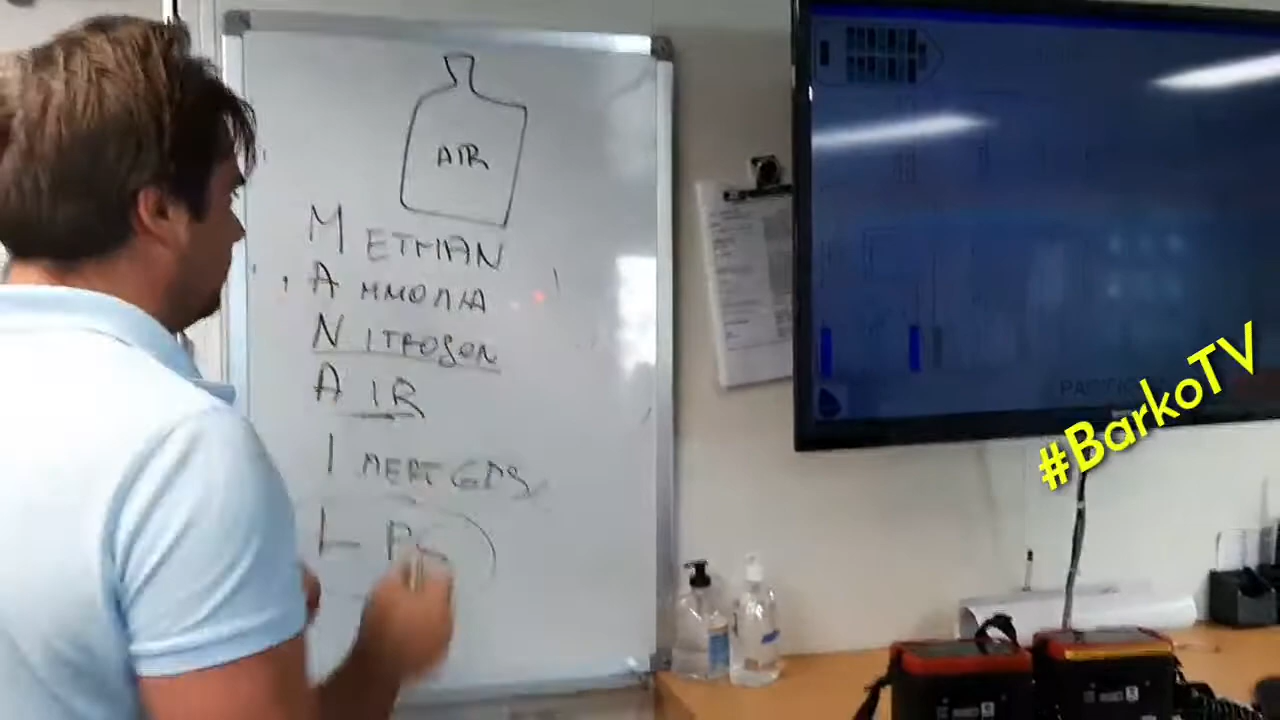 AIR
METHAN
AMMONIA
NITROGEN
AIR
INERT GAS
LPG
#BarkoTV